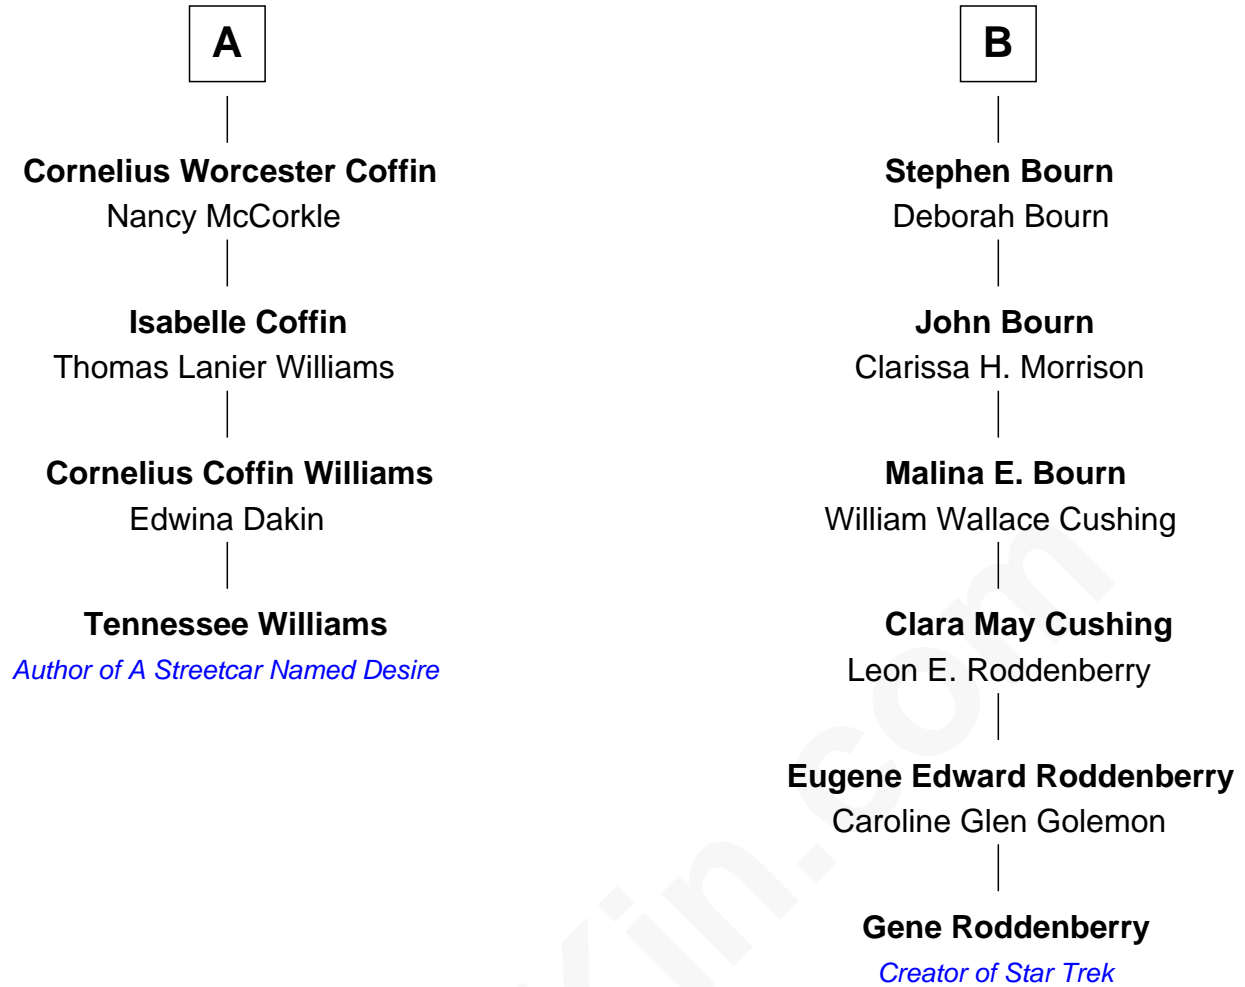 A
Cornelius Worcester Coffin
Nancy McCorkle
Isabelle Coffin
Thomas Lanier Williams
Cornelius Coffin Williams
Edwina Dakin
Tennessee Williams
Author of A Streetcar Named Desire
B
Stephen Bourn
Deborah Bourn
John Bourn
Clarissa H. Morrison
Malina E. Bourn
William Wallace Cushing
Clara May Cushing
Leon E. Roddenberry
Eugene Edward Roddenberry
Caroline Glen Golemon
Gene Roddenberry
Creator of Star Trek